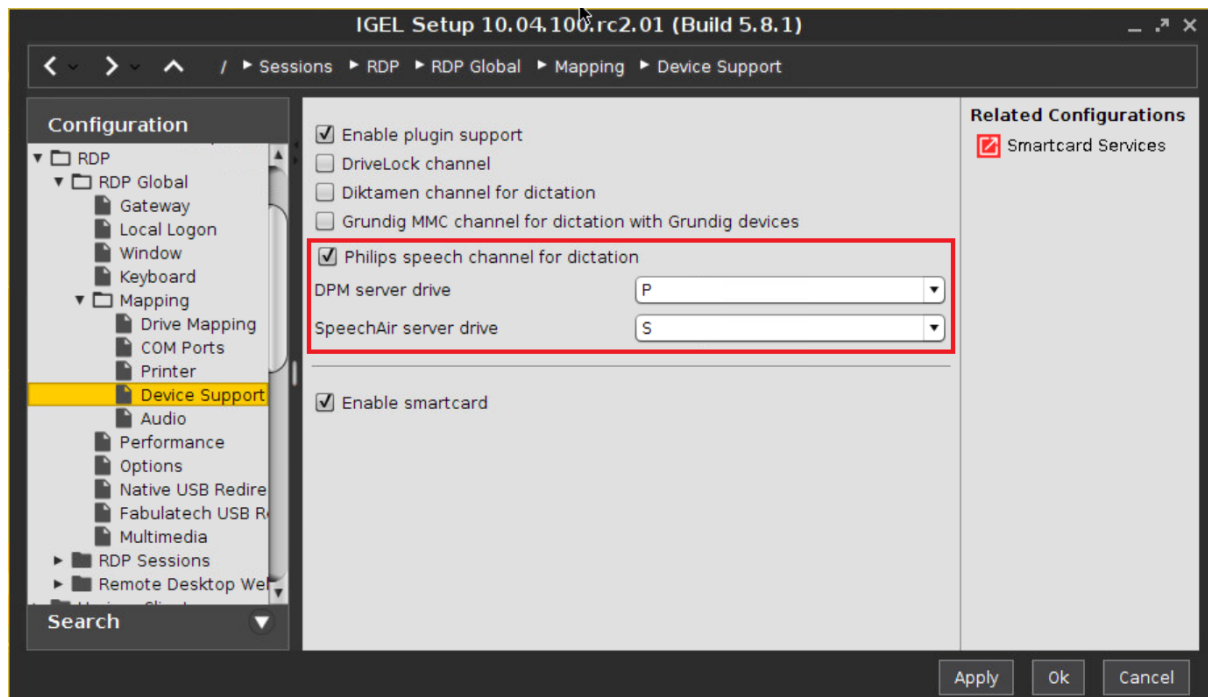 IGEL Setup 10.04.100.rc2.01 (Build 5.8.1)
/ Sessions RDP RDP Global Mapping Device Support
Configuration
RDP
RDP Global
Gateway
Local Logon
Window
Keyboard
Mapping
Drive Mapping
COM Ports
Printer
Device Support
Audio
Performance
Options
Native USB Redire
Fabulatech USB R
Multimedia
RDP Sessions
Remote Desktop We
Search
Enable plugin support
DriveLock channel
Diktamen channel for dictation
Grundig MMC channel for dictation with Grundig devices
Philips speech channel for dictation
DPM server drive P
SpeechAir server drive S
Enable smartcard
Related Configurations
Smartcard Services
Apply Ok Cancel